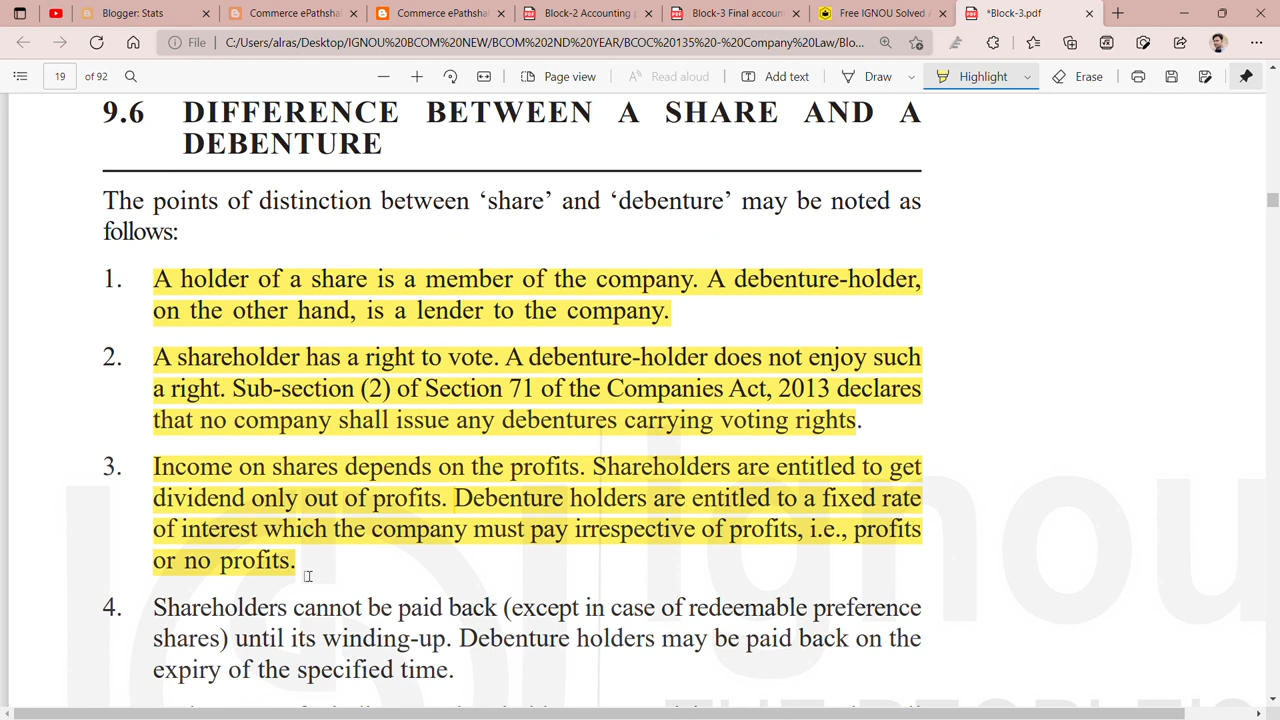 Blogger: Stats
Commerce ePathshal
Commerce ePathshal
Block-2 Accounting p
Block-3 Final account
Free IGNOU Solved A
*Block-3.pdf
File
C:/Users/alras/Desktop/IGNOU%20BCOM%20NEW/BCOM%202ND%20YEAR/BCOC%20135%20-%20Company%20Law/Blo...
19 of 92
Page view
Read aloud
Add text
Draw
Highlight
Erase
9.6 DIFFERENCE BETWEEN A SHARE AND A
DEBENTURE
The points of distinction between ‘share’ and ‘debenture’ may be noted as
follows:
1. A holder of a share is a member of the company. A debenture-holder,
on the other hand, is a lender to the company.
2. A shareholder has a right to vote. A debenture-holder does not enjoy such
a right. Sub-section (2) of Section 71 of the Companies Act, 2013 declares
that no company shall issue any debentures carrying voting rights.
3. Income on shares depends on the profits. Shareholders are entitled to get
dividend only out of profits. Debenture holders are entitled to a fixed rate
of interest which the company must pay irrespective of profits, i.e., profits
or no profits.
4. Shareholders cannot be paid back (except in case of redeemable preference
shares) until its winding-up. Debenture holders may be paid back on the
expiry of the specified time.
ignou